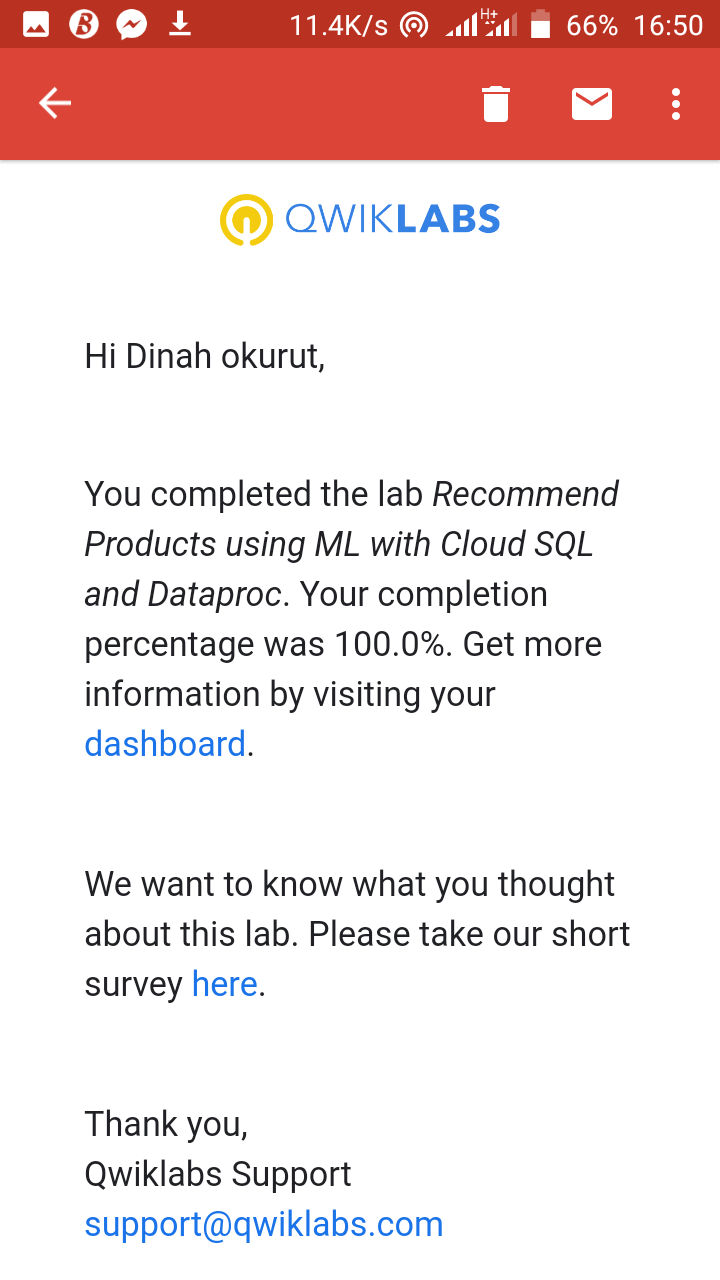 11.4K/s H+ 66% 16:50
QWIKLABS
Hi Dinah okurut,
You completed the lab Recommend
Products using ML with Cloud SQL
and Dataproc. Your completion
percentage was 100.0%. Get more
information by visiting your
dashboard.
We want to know what you thought
about this lab. Please take our short
survey here.
Thank you,
Qwiklabs Support
support@qwiklabs.com